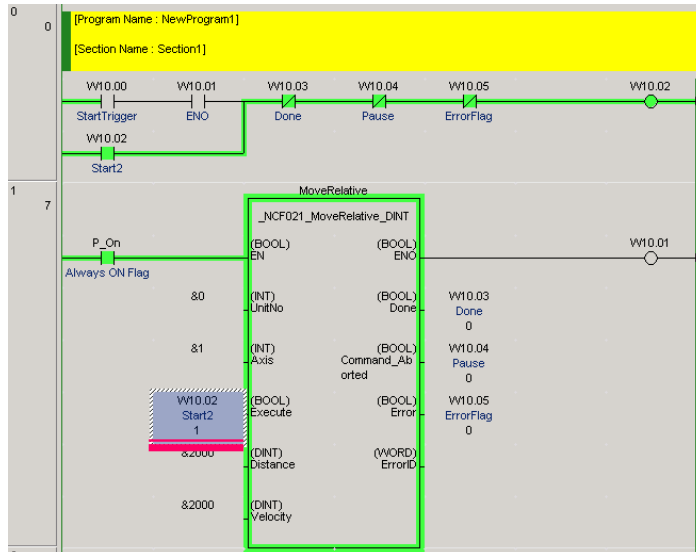 0
0
[Program Name : NewProgram1]
[Section Name : Section1]
W10.00 W10.01 W10.03 W10.04 W10.05 W10.02
StartTrigger ENO Done Pause ErrorFlag
W10.02
Start2
1
7
MoveRelative
_NCF021_MoveRelative_DINT
P_On (BOOL) (BOOL) W10.01
EN ENO
Always ON Flag
&0 (INT) (BOOL) W10.03
UnitNo Done Done
0
&1 (INT) (BOOL) W10.04
Axis Command_Ab Pause
orted 0
W10.02 (BOOL) (BOOL) W10.05
Start2 Execute Error ErrorFlag
1 0
&2000 (DINT) (WORD)
Distance ErrorID
&2000 (DINT)
Velocity